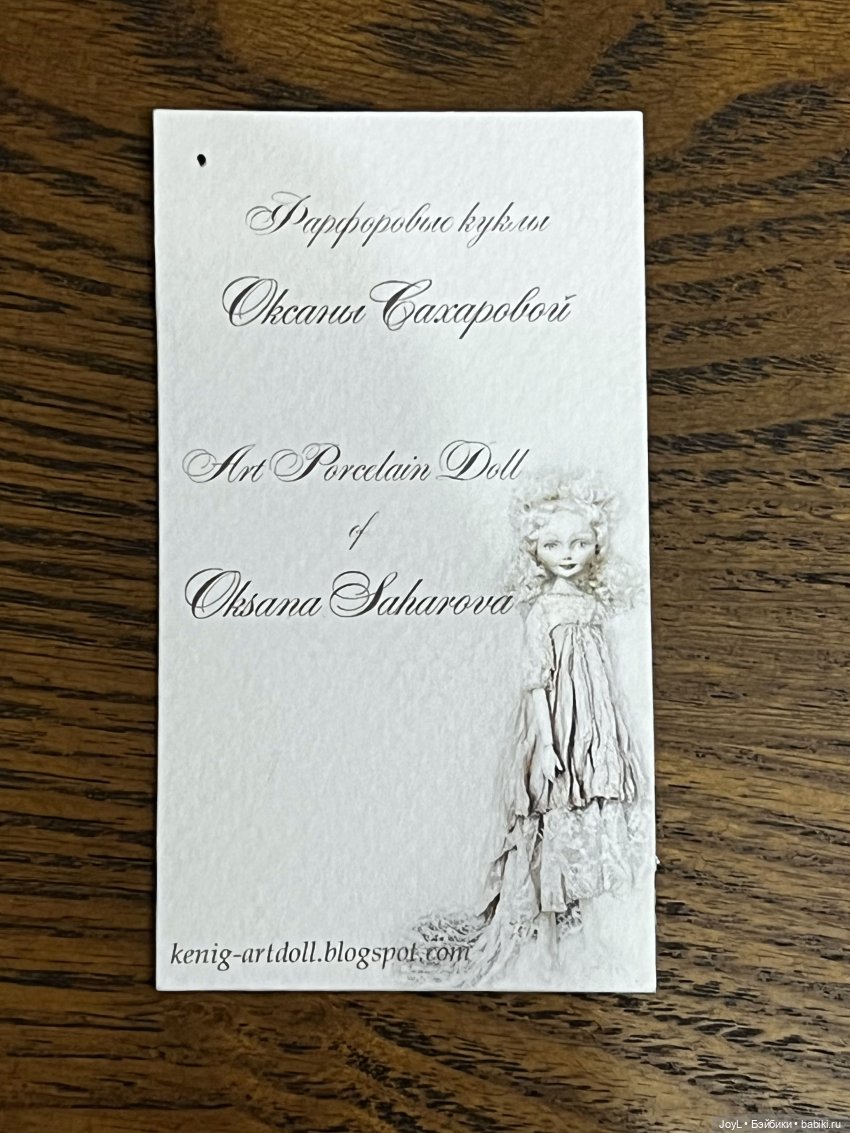 Фарфоровые куклы
Оксаны Сахаровой
Art Porcelain Doll
of
Oksana Saharova
kenig-artdoll.blogspot.com
JoyL • Бэйбики • babiki.ru